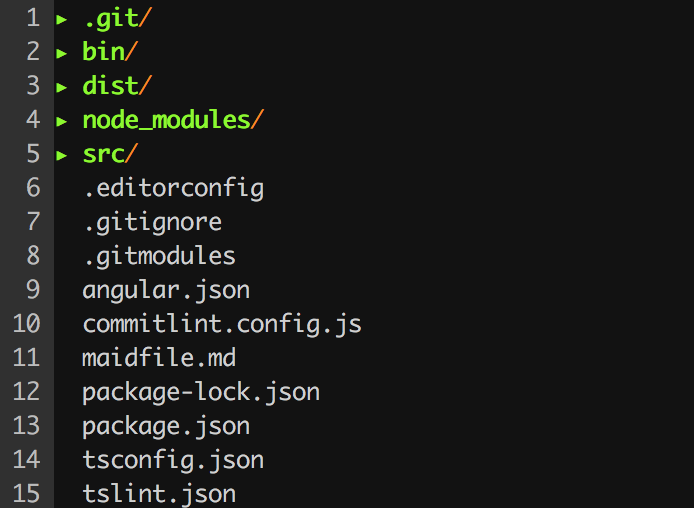 1 ▸ .git/
2 ▸ bin/
3 ▸ dist/
4 ▸ node_modules/
5 ▸ src/
6 .editorconfig
7 .gitignore
8 .gitmodules
9 angular.json
10 commitlint.config.js
11 maidfile.md
12 package-lock.json
13 package.json
14 tsconfig.json
15 tslint.json